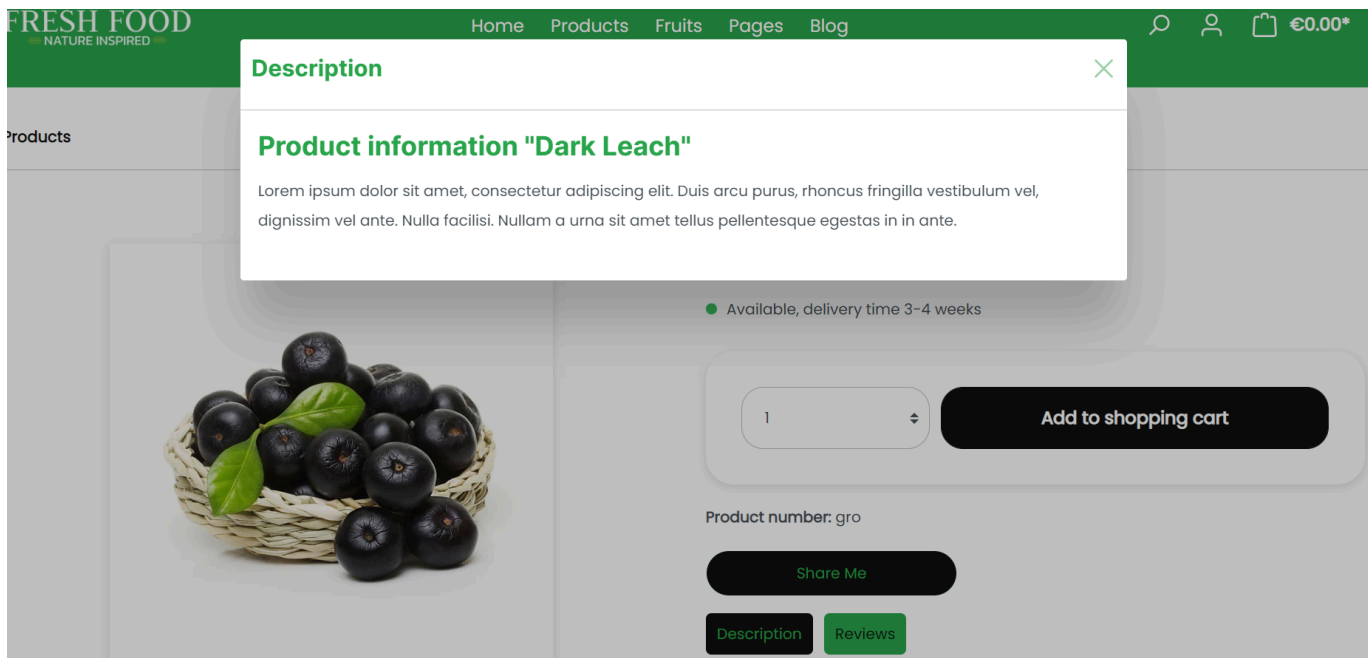 FRESH FOOD
NATURE INSPIRED
Home Products Fruits Pages Blog
€0.00*
Description
Products
Product information "Dark Leach"
Lorem ipsum dolor sit amet, consectetur adipiscing elit. Duis arcu purus, rhoncus fringilla vestibulum vel,
dignissim vel ante. Nulla facilisi. Nullam a urna sit amet tellus pellentesque egestas in in ante.
Available, delivery time 3-4 weeks
1
Add to shopping cart
Product number: gro
Share Me
Description
Reviews